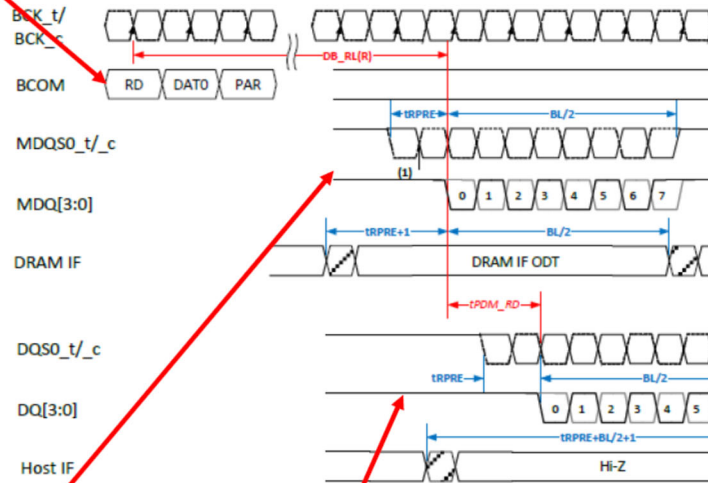 BCK_t/
BCK_c
DB_RL(R)
BCOM RD DAT0 PAR
tRPRE BL/2
MDQS0_t/_c
(1)
MDQ[3:0] 0 1 2 3 4 5 6 7
tRPRE+1 BL/2
DRAM IF DRAM IF ODT
tPDM_RD
DQS0_t/_c
tRPRE BL/2
DQ[3:0] 0 1 2 3 4 5
tRPRE+BL/2+1
Host IF Hi-Z